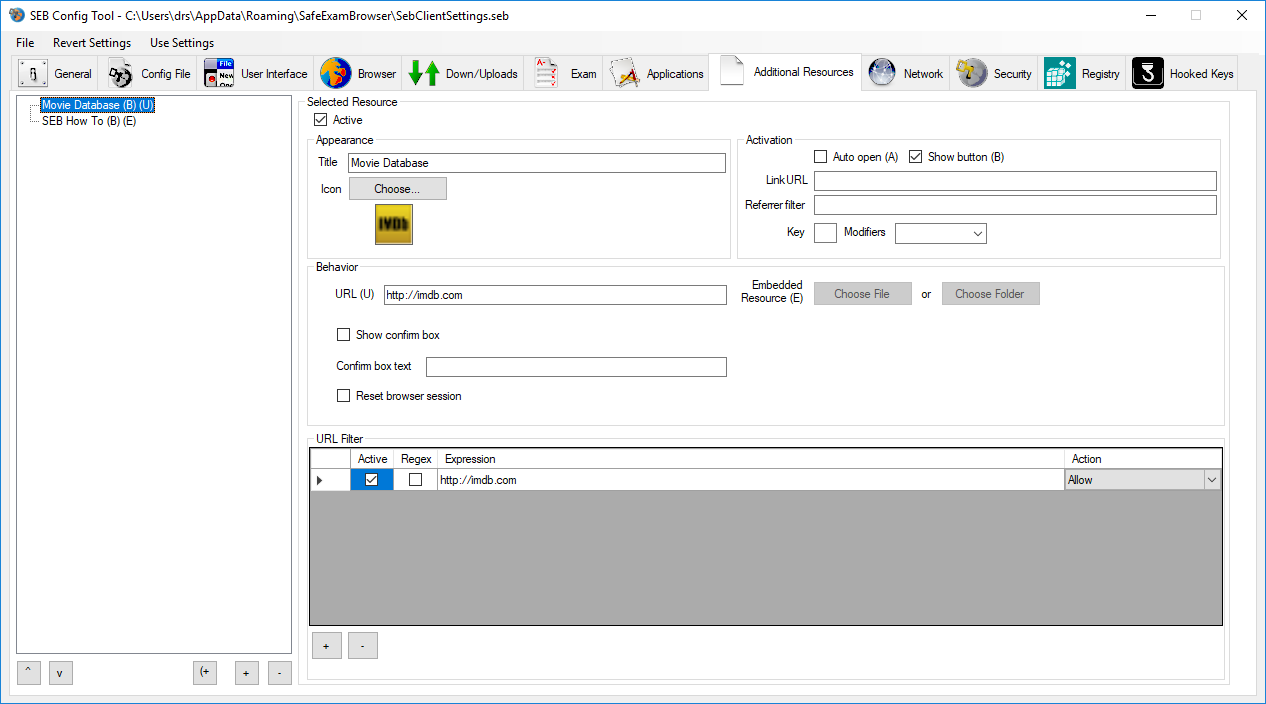 SEB Config Tool - C:\Users\drs\AppData\Roaming\SafeExamBrowser\SebClientSettings.seb
File Revert Settings Use Settings
General Config File User Interface Browser Down/Uploads Exam Applications Additional Resources Network Security Registry Hooked Keys
Movie Database (B) (U)
SEB How To (B) (E)
Selected Resource
Active
Appearance
Title Movie Database
Icon Choose...
IMDb
Activation
Auto open (A) Show button (B)
Link URL
Referrer filter
Key Modifiers
Behavior
URL (U) http://imdb.com
Embedded
Resource (E) Choose File or Choose Folder
Show confirm box
Confirm box text
Reset browser session
URL Filter
Active Regex Expression Action
http://imdb.com Allow
+ -
^ v (+ + -